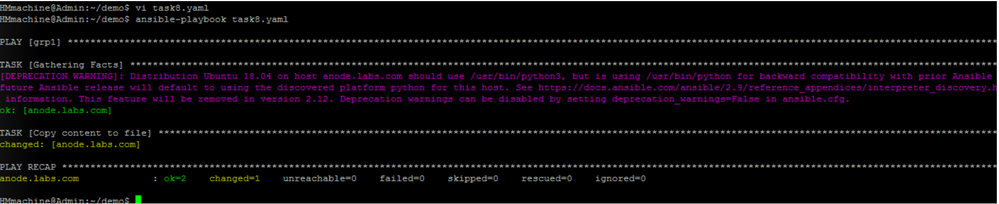 HMmachine@Admin:~/demo$ vi task8.yaml
HMmachine@Admin:~/demo$ ansible-playbook task8.yaml
PLAY [grp1] ********************************************************************************************************************************************************************
TASK [Gathering Facts] *********************************************************************************************************************************************************
[DEPRECATION WARNING]: Distribution Ubuntu 18.04 on host anode.labs.com should use /usr/bin/python3, but is using /usr/bin/python for backward compatibility with prior Ansible
future Ansible release will default to using the discovered platform python for this host. See https://docs.ansible.com/ansible/2.9/reference_appendices/interpreter_discovery.h
information. This feature will be removed in version 2.12. Deprecation warnings can be disabled by setting deprecation_warnings=False in ansible.cfg.
ok: [anode.labs.com]
TASK [Copy content to file] ****************************************************************************************************************************************************
changed: [anode.labs.com]
PLAY RECAP *********************************************************************************************************************************************************************
anode.labs.com             : ok=2    changed=1    unreachable=0    failed=0    skipped=0    rescued=0    ignored=0
HMmachine@Admin:~/demo$